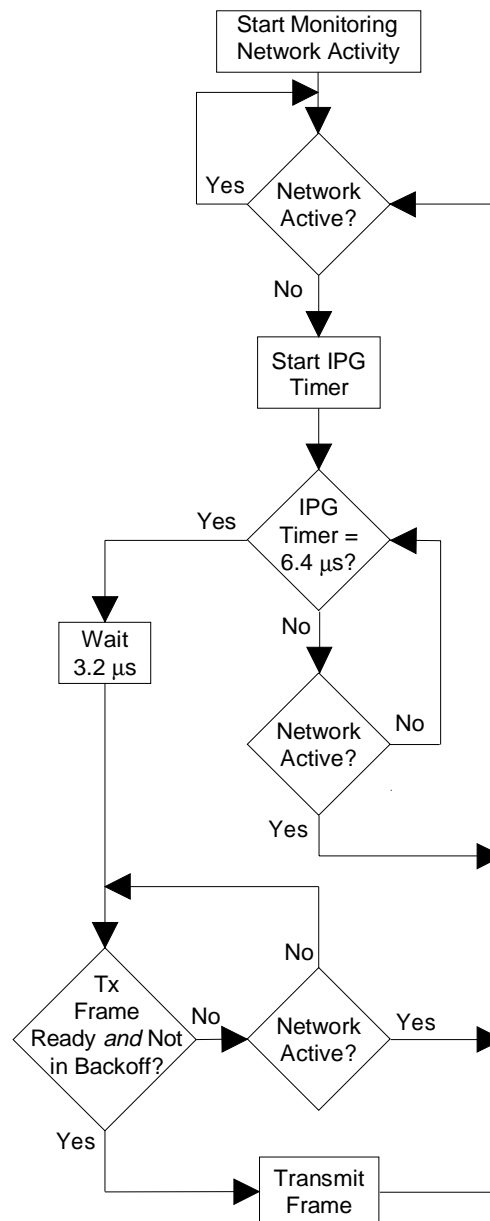 Start Monitoring
Network Activity
Yes
Network
Active?
No
Start IPG
Timer
Yes
IPG
Timer =
6.4 μs?
No
Wait
3.2 μs
Network
Active?
No
Yes
No
Tx
Frame
Ready and Not
in Backoff?
No
Network
Active?
Yes
Yes
Transmit
Frame